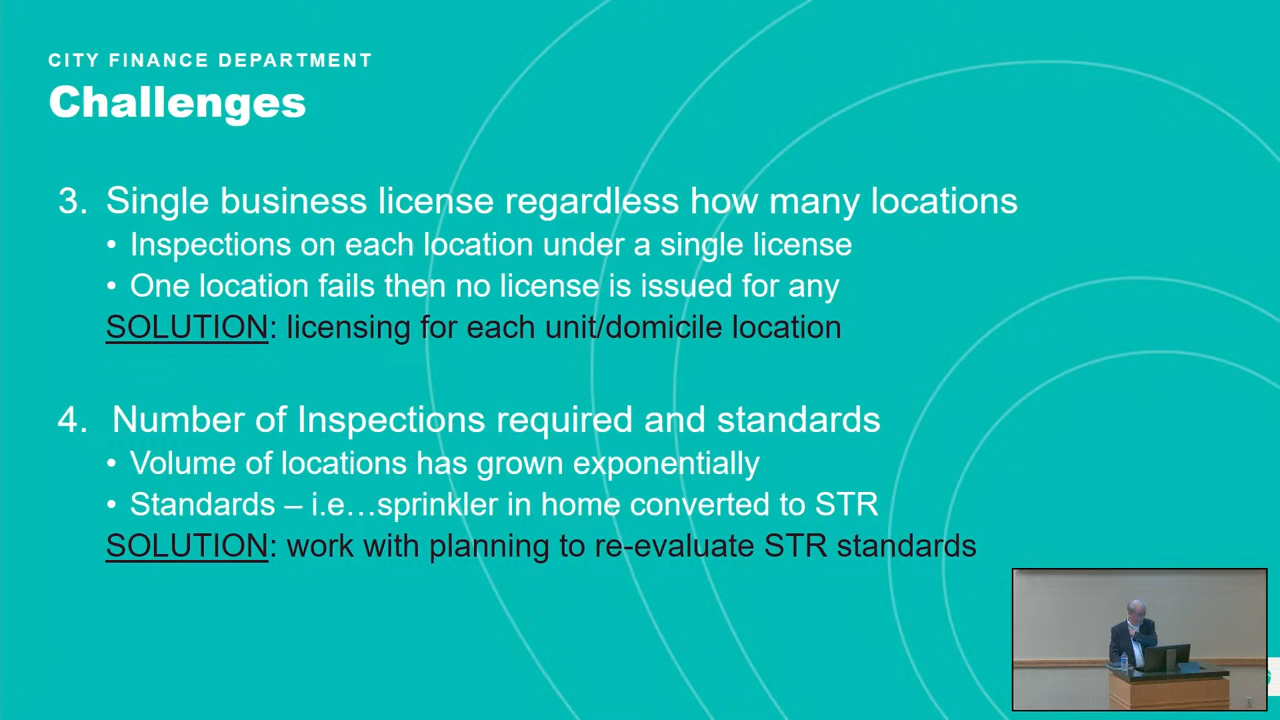 CITY FINANCE DEPARTMENT
Challenges
3. Single business license regardless how many locations
• Inspections on each location under a single license
• One location fails then no license is issued for any
SOLUTION: licensing for each unit/domicile location
4. Number of Inspections required and standards
• Volume of locations has grown exponentially
• Standards – i.e…sprinkler in home converted to STR
SOLUTION: work with planning to re-evaluate STR standards